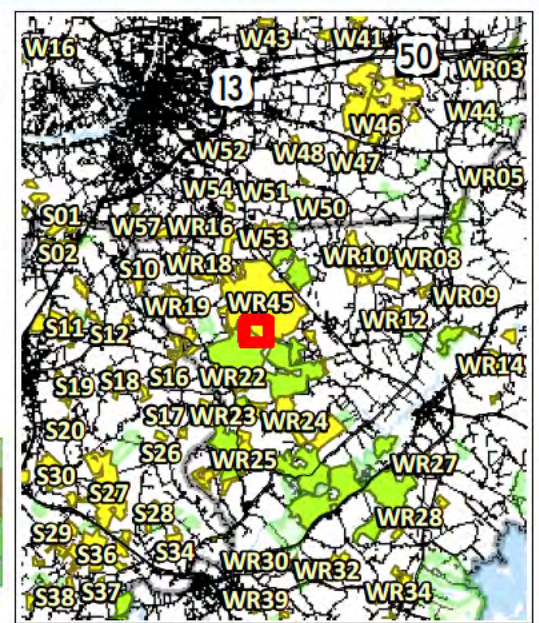 W16 W43 W41
13 50
WR03
W46 W44
W52 W48 W47 WR05
W54 W51
S01 W57 WR16 W50
S02 S10 WR18 W53 WR10 WR08
WR19 WR45 WR09
S11 S12 WR12
WR14
S19 S18 S16 WR22
S20 S17 WR23 WR24
S26
S30 WR25 WR27
S27
S28 WR28
S29
S36 S34
WR30 WR32
S38 S37 WR39 WR34